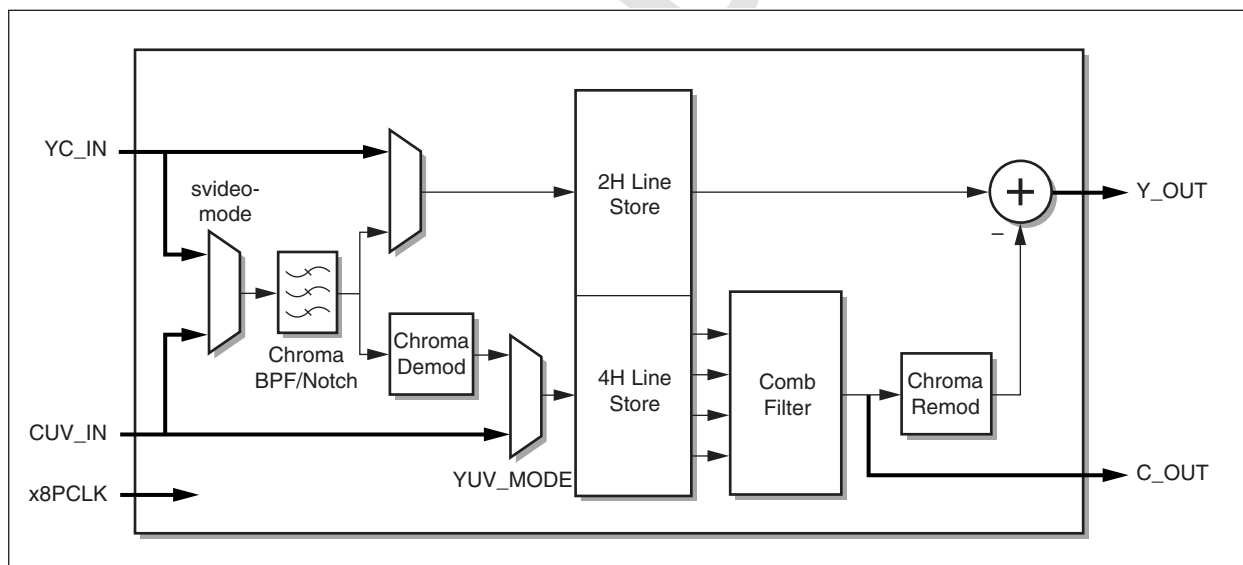 YC_IN
svideo-
mode
Chroma
BPF/Notch
Chroma
Demod
CUV_IN
x8PCLK
YUV_MODE
2H Line
Store
4H Line
Store
Comb
Filter
Chroma
Remod
+
–
Y_OUT
C_OUT